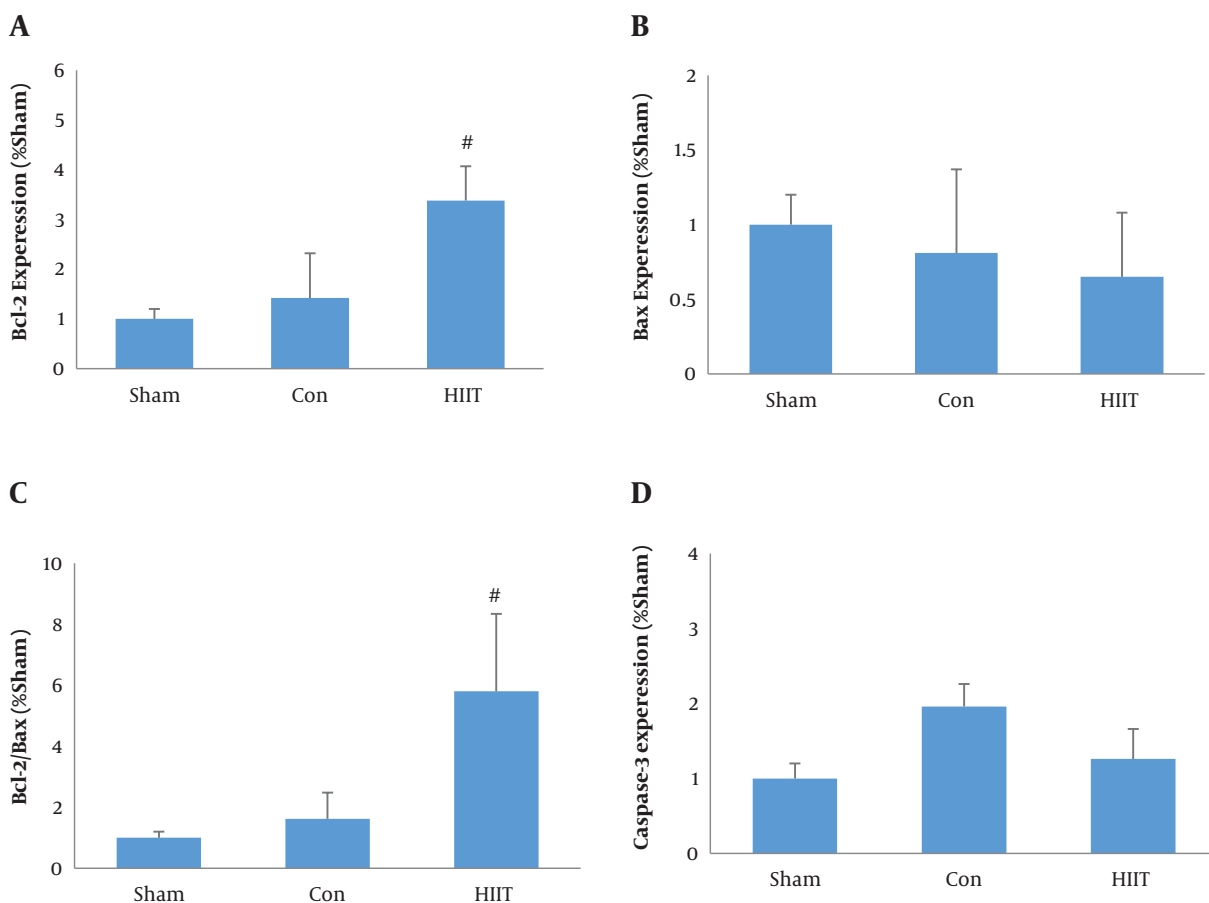 A
Bcl-2 Experession (%Sham)
6
5
4
3
2
1
0
#
Sham Con HIIT
B
Bax Experession (%Sham)
2
1.5
1
0.5
0
Sham Con HIIT
C
Bcl-2/Bax (%Sham)
10
8
6
4
2
0
#
Sham Con HIIT
D
Caspase-3 experession (%Sham)
4
3
2
1
0
Sham Con HIIT